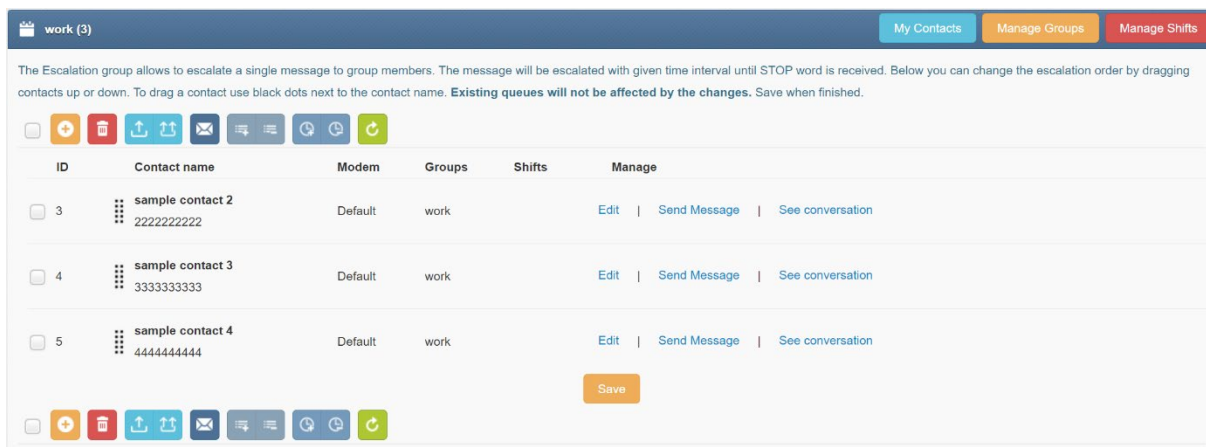 work (3) My Contacts Manage Groups Manage Shifts
The Escalation group allows to escalate a single message to group members. The message will be escalated with given time interval until STOP word is received. Below you can change the escalation order by dragging
contacts up or down. To drag a contact use black dots next to the contact name. Existing queues will not be affected by the changes. Save when finished.
ID Contact name Modem Groups Shifts Manage
3 sample contact 2 Default work Edit | Send Message | See conversation
2222222222
4 sample contact 3 Default work Edit | Send Message | See conversation
3333333333
5 sample contact 4 Default work Edit | Send Message | See conversation
4444444444
Save